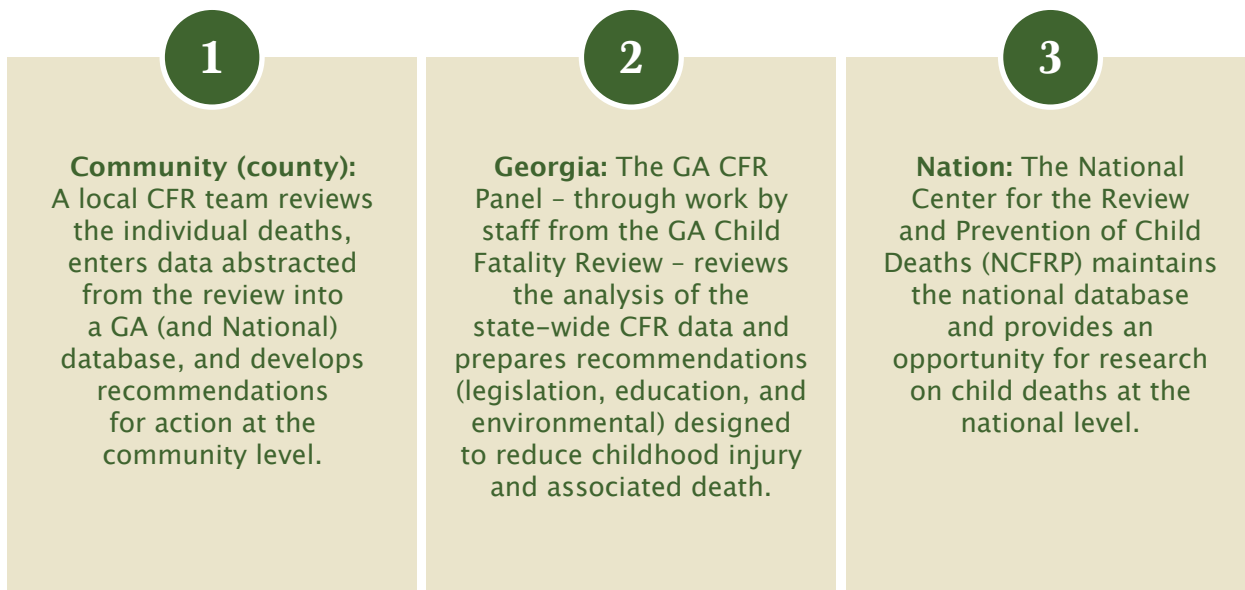 1
Community (county):
A local CFR team reviews
the individual deaths,
enters data abstracted
from the review into
a GA (and National)
database, and develops
recommendations
for action at the
community level.
2
Georgia: The GA CFR
Panel – through work by
staff from the GA Child
Fatality Review – reviews
the analysis of the
state-wide CFR data and
prepares recommendations
(legislation, education, and
environmental) designed
to reduce childhood injury
and associated death.
3
Nation: The National
Center for the Review
and Prevention of Child
Deaths (NCFRP) maintains
the national database
and provides an
opportunity for research
on child deaths at the
national level.